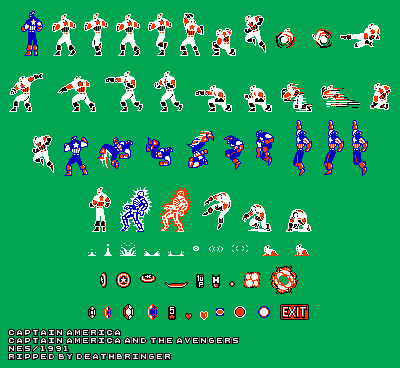 EXIT
CAPTAIN AMERICA
CAPTAIN AMERICA AND THE AVENGERS
NES/1991
RIPPED BY DEATHBRINGER